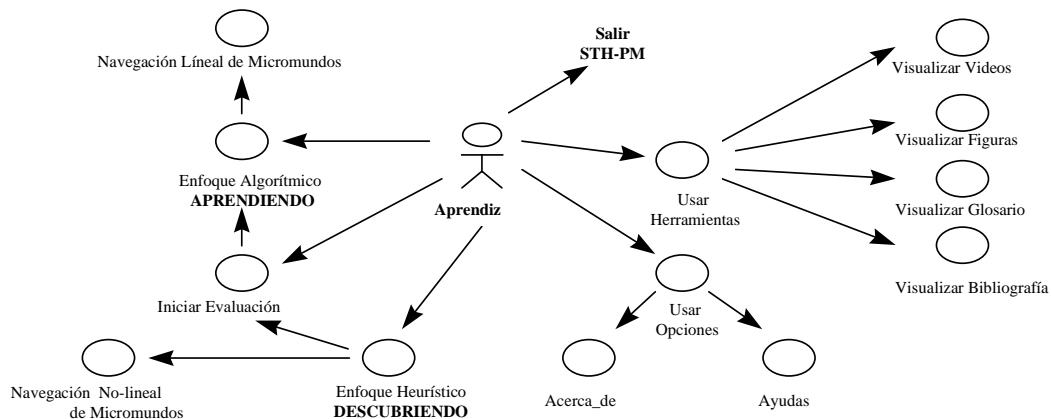 Salir
STH-PM
Navegación Líneal de Micromundos
Visualizar Videos
Visualizar Figuras
Enfoque Algorítmico
APRENDIENDO
Aprendiz
Usar
Herramientas
Visualizar Glosario
Iniciar Evaluación
Visualizar Bibliografía
Usar
Opciones
Navegación No-lineal
de Micromundos
Enfoque Heurístico
DESCUBRIENDO
Acerca_de
Ayudas